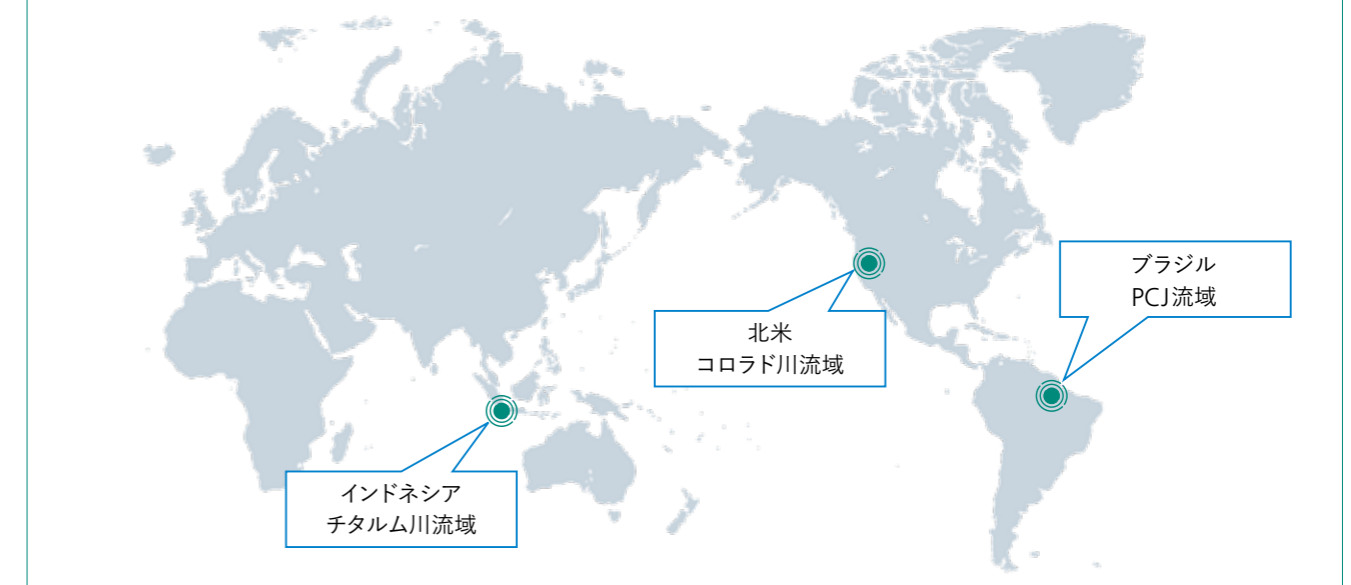 ブラジル
PCJ流域
北米
コロラド川流域
インドネシア
チタルム川流域